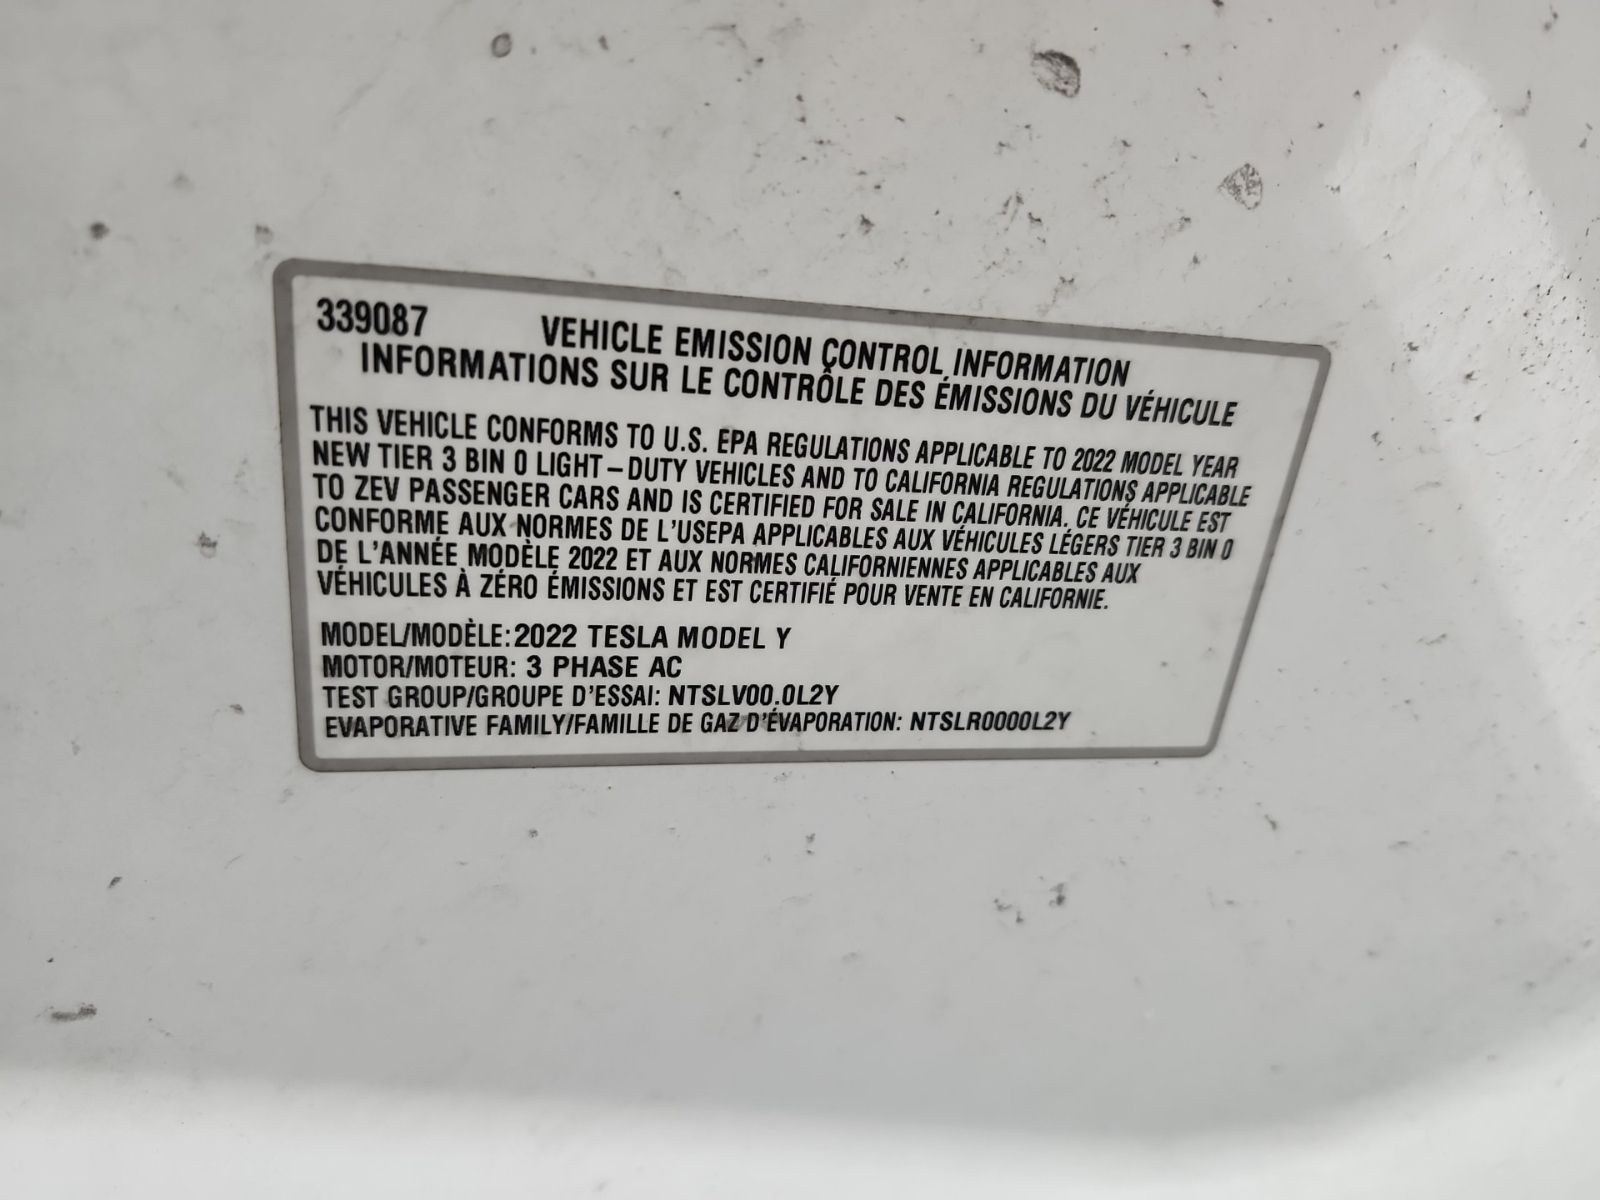 339087
VEHICLE EMISSION CONTROL INFORMATION
INFORMATIONS SUR LE CONTRÔLE DES ÉMISSIONS DU VÉHICULE
THIS VEHICLE CONFORMS TO U.S. EPA REGULATIONS APPLICABLE TO 2022 MODEL YEAR
NEW TIER 3 BIN 0 LIGHT–DUTY VEHICLES AND TO CALIFORNIA REGULATIONS APPLICABLE
TO ZEV PASSENGER CARS AND IS CERTIFIED FOR SALE IN CALIFORNIA. CE VÉHICULE EST
CONFORME AUX NORMES DE L'USEPA APPLICABLES AUX VÉHICULES LÉGERS TIER 3 BIN 0
DE L'ANNÉE MODÈLE 2022 ET AUX NORMES CALIFORNIENNES APPLICABLES AUX
VÉHICULES À ZÉRO ÉMISSIONS ET EST CERTIFIÉ POUR VENTE EN CALIFORNIE.
MODEL/MODÈLE: 2022 TESLA MODEL Y
MOTOR/MOTEUR: 3 PHASE AC
TEST GROUP/GROUPE D'ESSAI: NTSLV00.0L2Y
EVAPORATIVE FAMILY/FAMILLE DE GAZ D'ÉVAPORATION: NTSLR0000L2Y